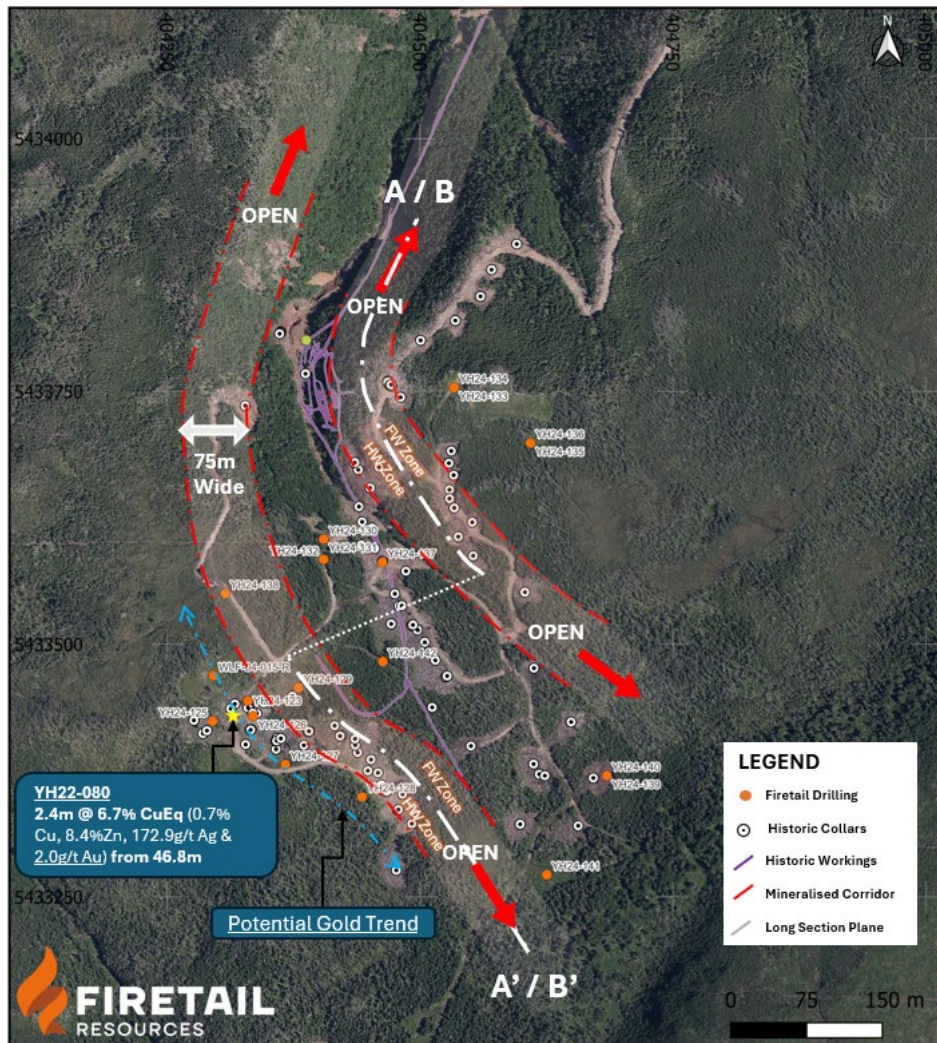 404250
404500
404750
405000
N
5434000
A / B
OPEN
OPEN
5433750
YH24-134
YH24-133
YH24-136
YH24-135
75m
Wide
FW Zone
HW Zone
YH24-130
YH24-131
YH24-132
YH24-137
YH24-138
5433500
OPEN
YH24-142
WLF-04-015-R
YH24-129
YH24-123
YH24-125
YH24-126
YH24-127
YH24-128
FW Zone
HW Zone
OPEN
YH24-140
YH24-139
YH24-141
YH22-080
2.4m @ 6.7% CuEq (0.7%
Cu, 8.4%Zn, 172.9g/t Ag &
2.0g/t Au) from 46.8m
5433250
Potential Gold Trend
LEGEND
Firetail Drilling
Historic Collars
Historic Workings
Mineralised Corridor
Long Section Plane
A' / B'
FIRETAIL
RESOURCES
0 75 150 m